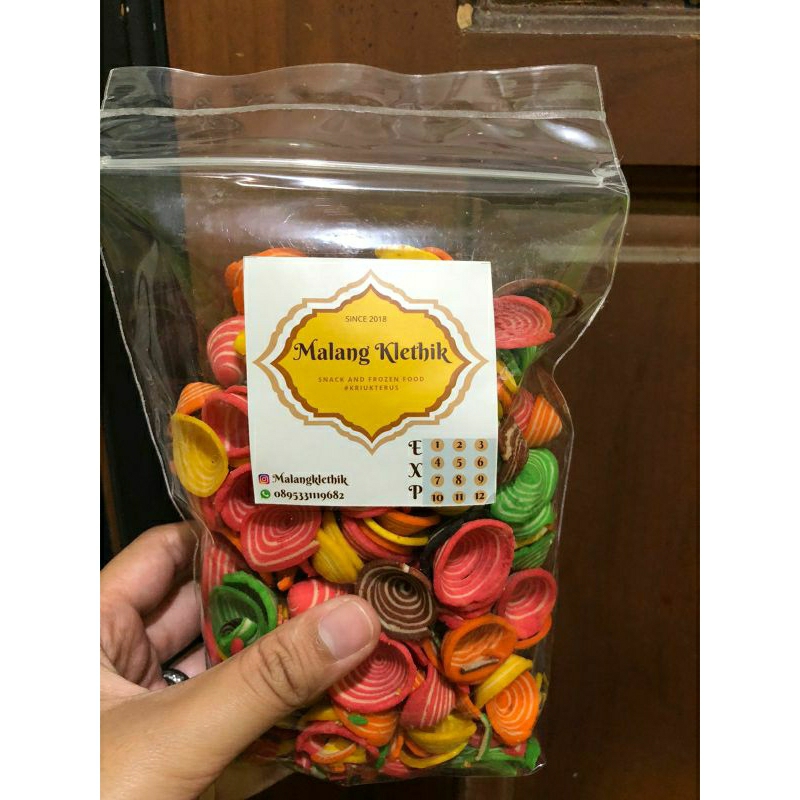 SINCE 2018
Malang Klethik
SNACK AND FROZEN FOOD
#KRIUKTERUS
E 1 2 3
X 4 5 6
7 8 9
P 10 11 12
Malangklethik
0895331119682